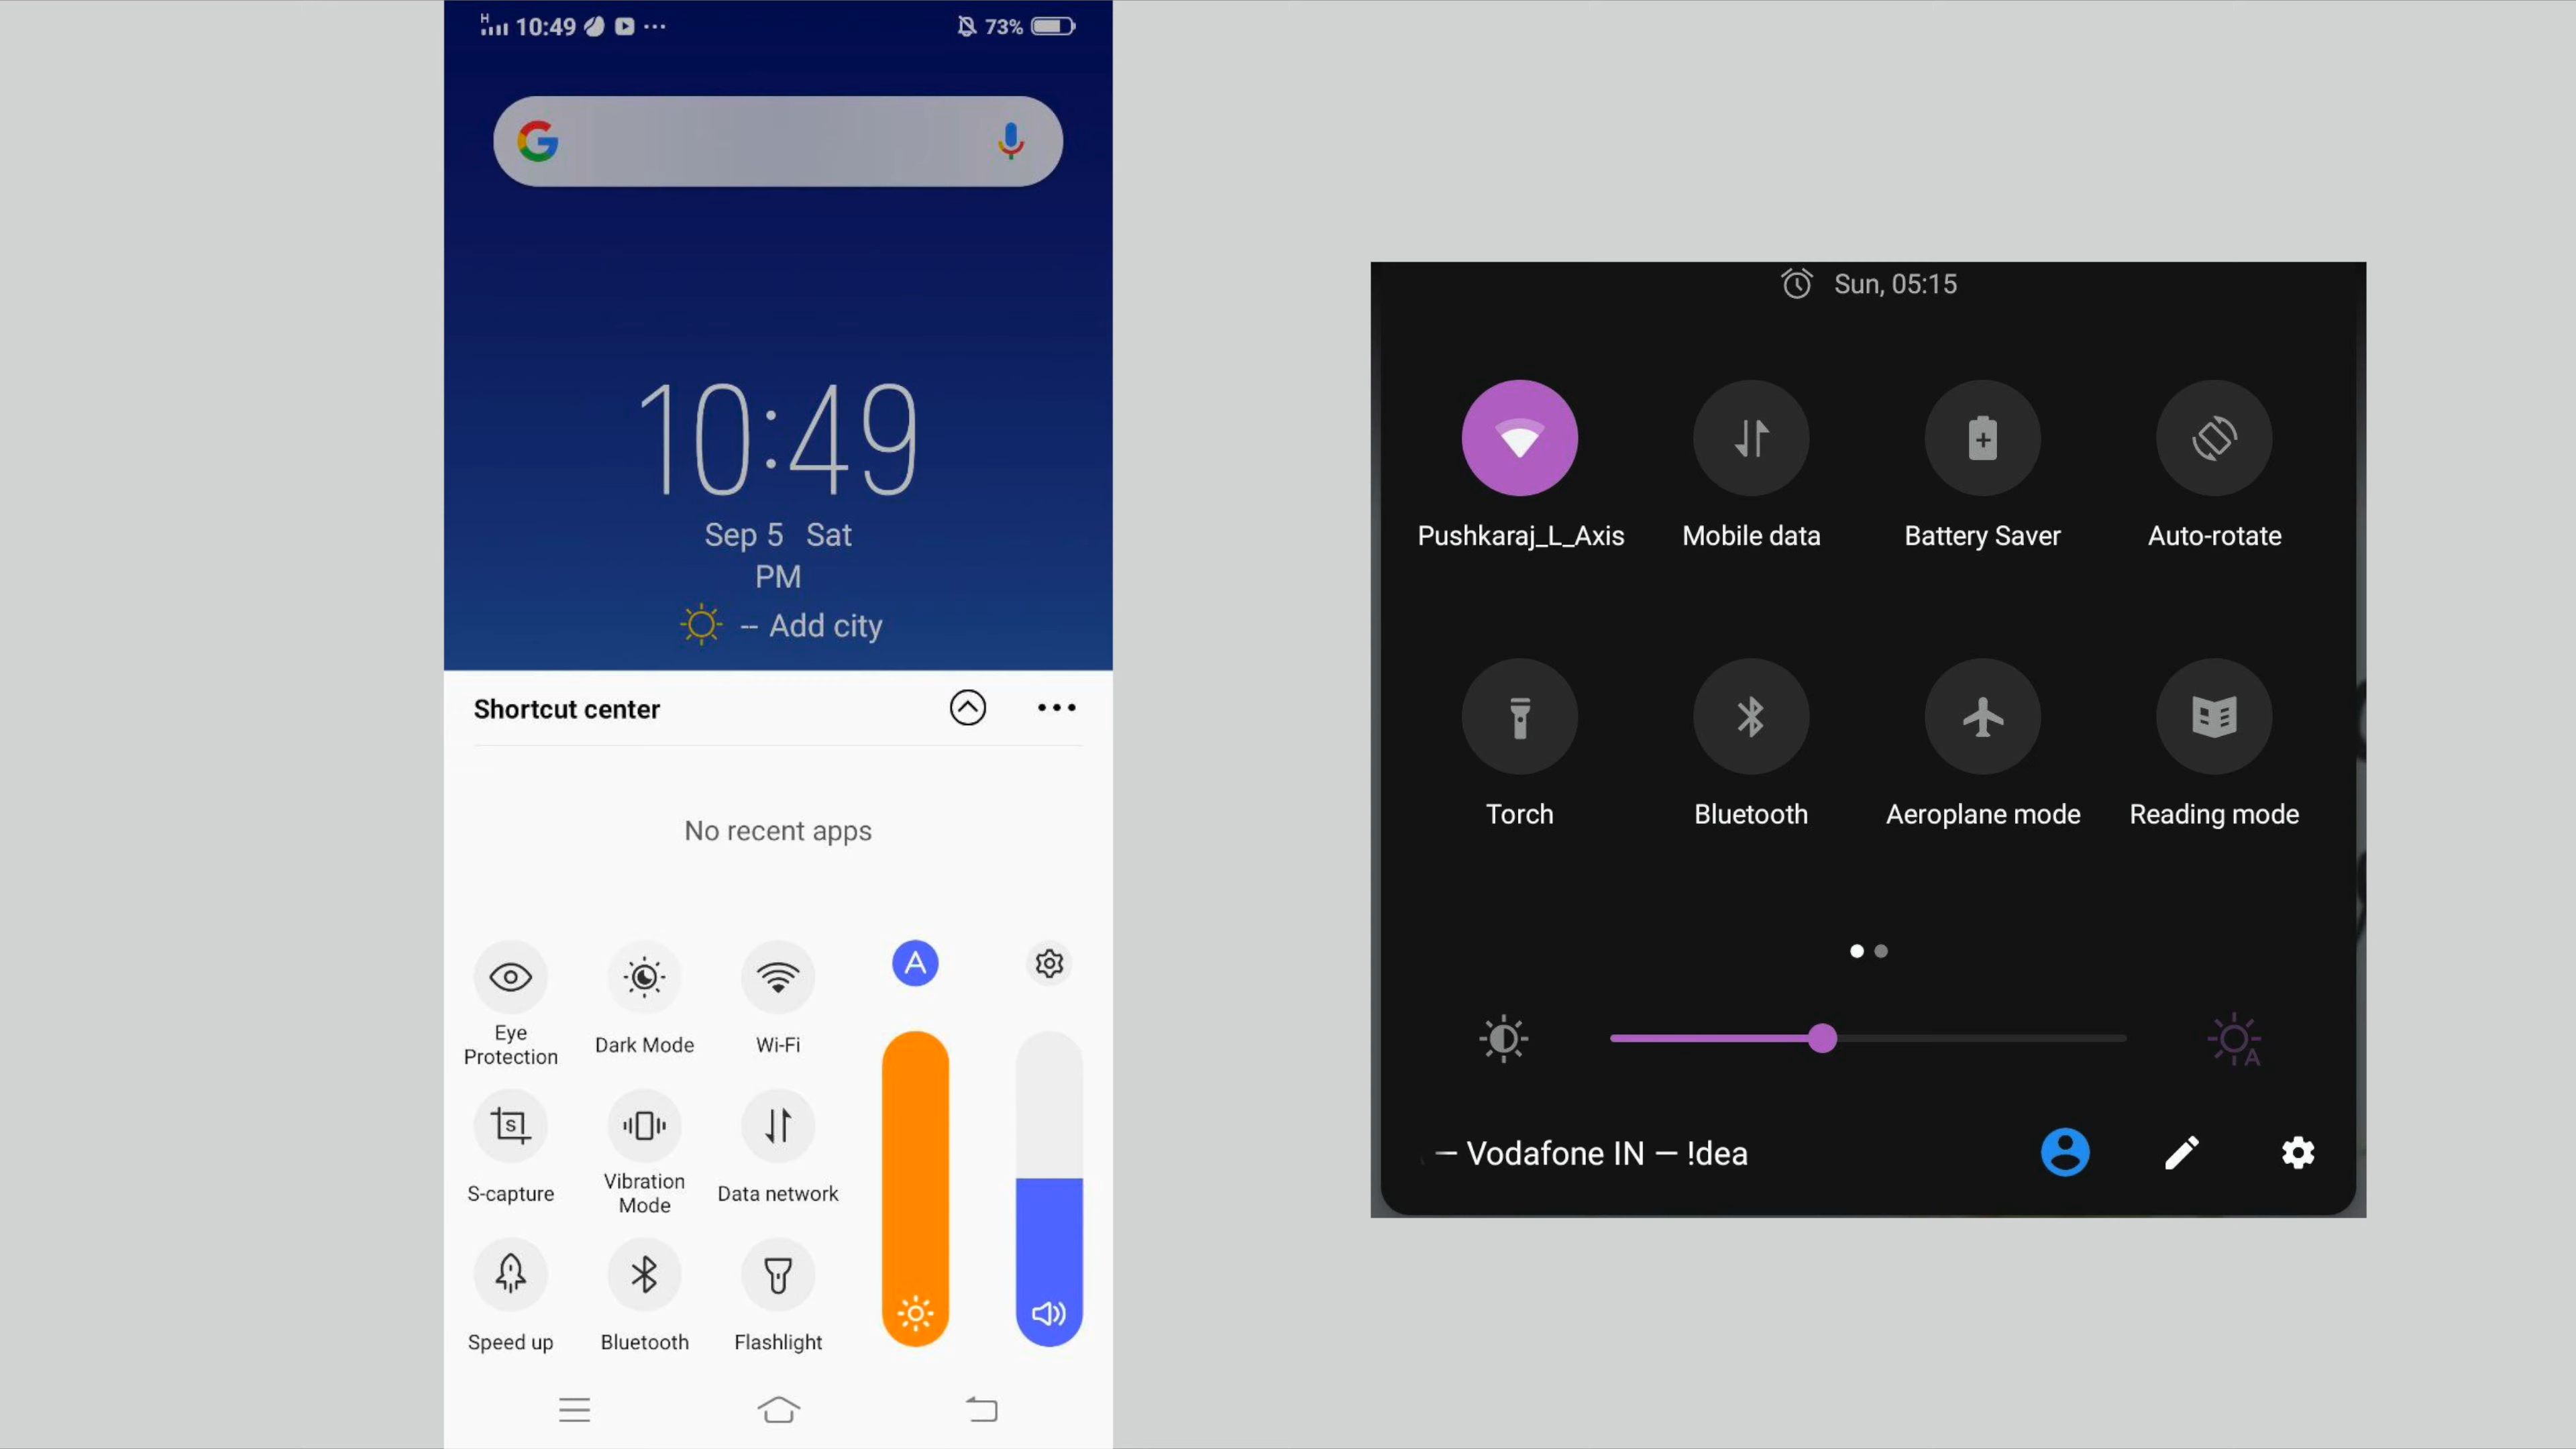 H 10:49 73%
10:49
Sep 5 Sat
PM
-- Add city
Shortcut center
No recent apps
A
Eye
Protection
Dark Mode
Wi-Fi
S
S-capture
Vibration
Mode
Data network
Speed up
Bluetooth
Flashlight
Sun, 05:15
Pushkaraj_L_Axis
Mobile data
Battery Saver
Auto-rotate
Torch
Bluetooth
Aeroplane mode
Reading mode
A
— Vodafone IN — !dea